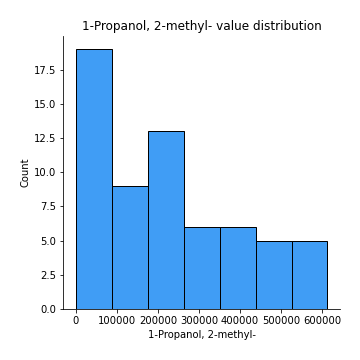 1-Propanol, 2-methyl- value distribution
17.5
15.0
12.5
10.0
7.5
5.0
2.5
0.0
Count
0 100000 200000 300000 400000 500000 600000
1-Propanol, 2-methyl-